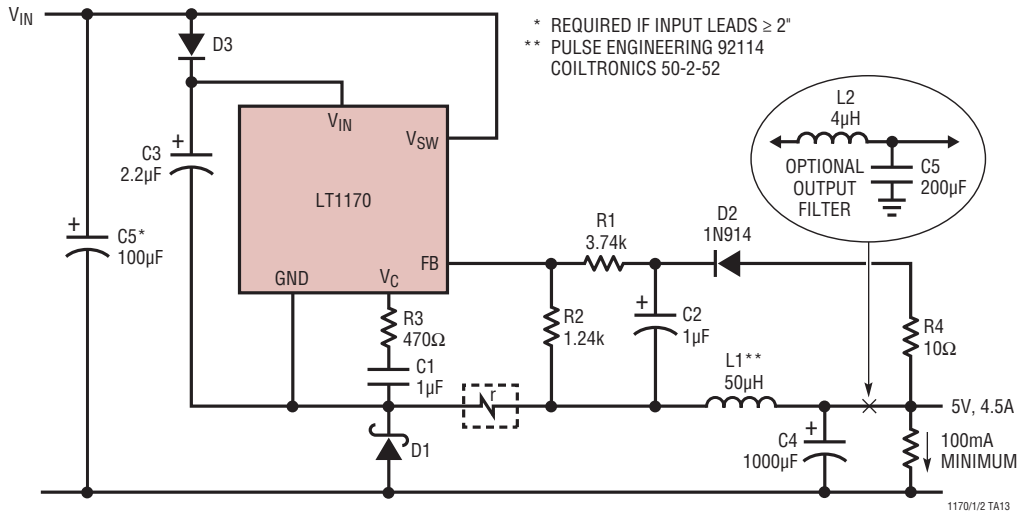 VIN
* REQUIRED IF INPUT LEADS ≥ 2"
** PULSE ENGINEERING 92114
COILTRONICS 50-2-52
D3
VIN
VSW
L2
4µH
+
C3
2.2µF
OPTIONAL
OUTPUT
FILTER
C5
200µF
LT1170
+
C5*
100µF
R1
3.74k
D2
1N914
FB
GND
VC
R3
470Ω
R2
1.24k
+
C2
1µF
R4
10Ω
C1
1µF
L1**
50µH
r
5V, 4.5A
D1
+
C4
1000µF
100mA
MINIMUM
1170/1/2 TA13